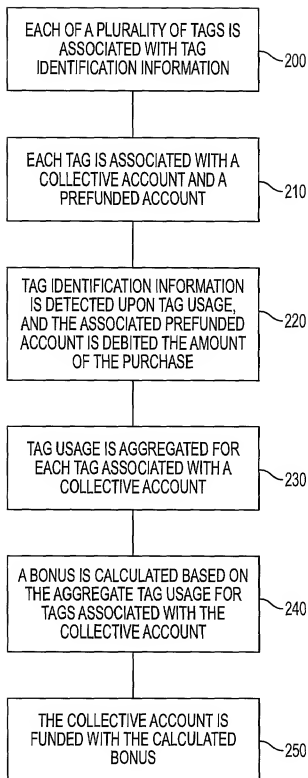 EACH OF A PLURALITY OF TAGS IS
ASSOCIATED WITH TAG
IDENTIFICATION INFORMATION
200
EACH TAG IS ASSOCIATED WITH A
COLLECTIVE ACCOUNT AND A
PREFUNDED ACCOUNT
210
TAG IDENTIFICATION INFORMATION
IS DETECTED UPON TAG USAGE,
AND THE ASSOCIATED PREFUNDED
ACCOUNT IS DEBITED THE AMOUNT
OF THE PURCHASE
220
TAG USAGE IS AGGREGATED FOR
EACH TAG ASSOCIATED WITH A
COLLECTIVE ACCOUNT
230
A BONUS IS CALCULATED BASED ON
THE AGGREGATE TAG USAGE FOR
TAGS ASSOCIATED WITH THE
COLLECTIVE ACCOUNT
240
THE COLLECTIVE ACCOUNT IS
FUNDED WITH THE CALCULATED
BONUS.
250